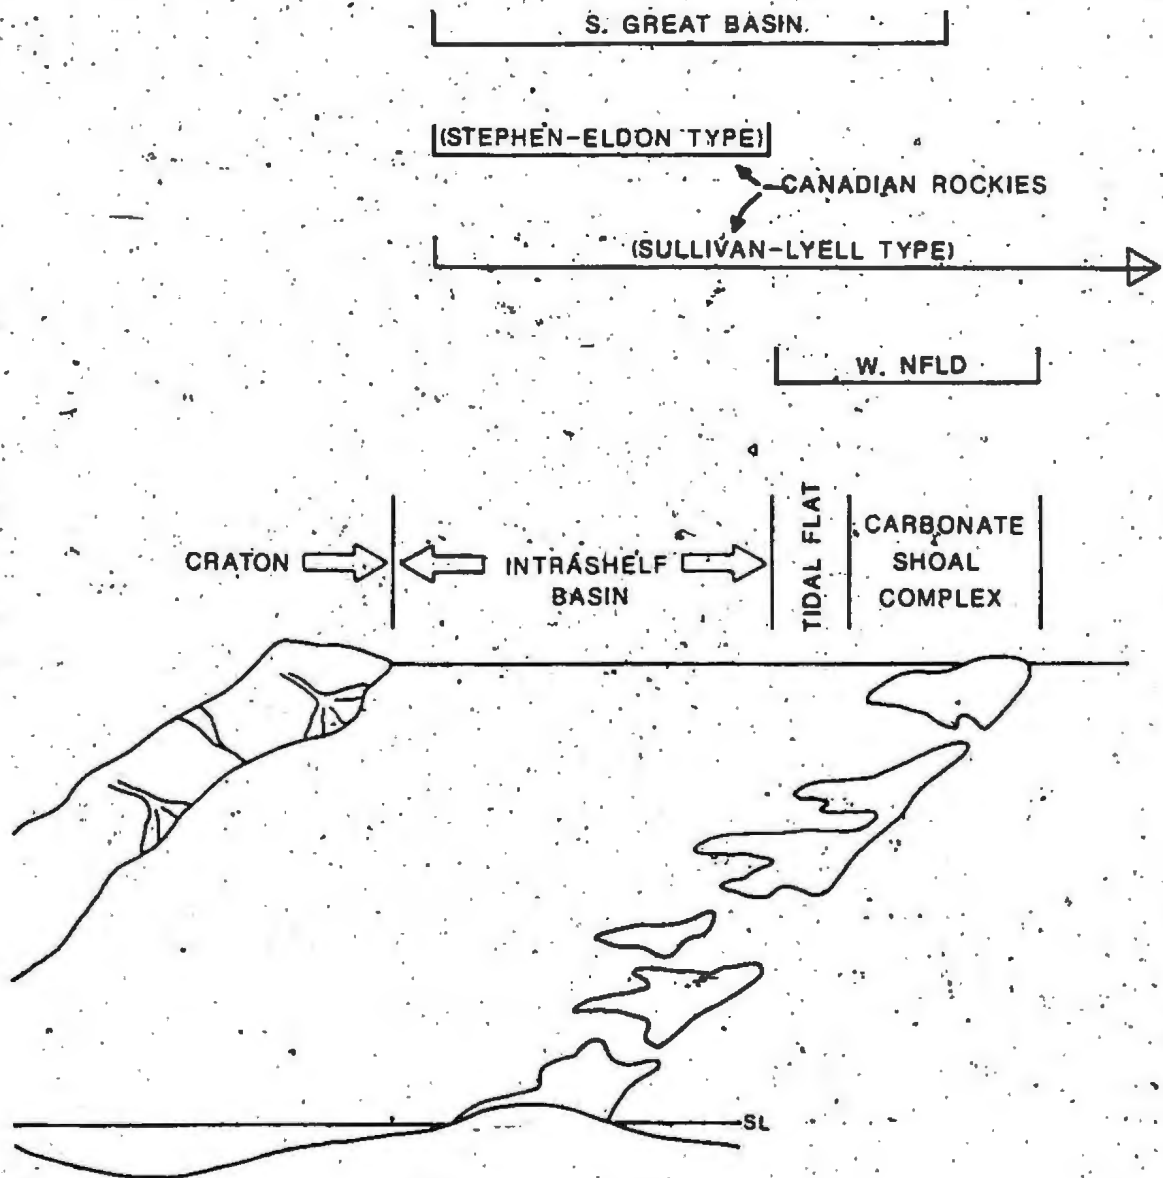 S. GREAT BASIN
(STEPHEN-ELDON TYPE)
CANADIAN ROCKIES
(SULLIVAN-LYELL TYPE)
W. NFLD
CRATON
INTRASHELF
BASIN
TIDAL FLAT
CARBONATE
SHOAL
COMPLEX
SL